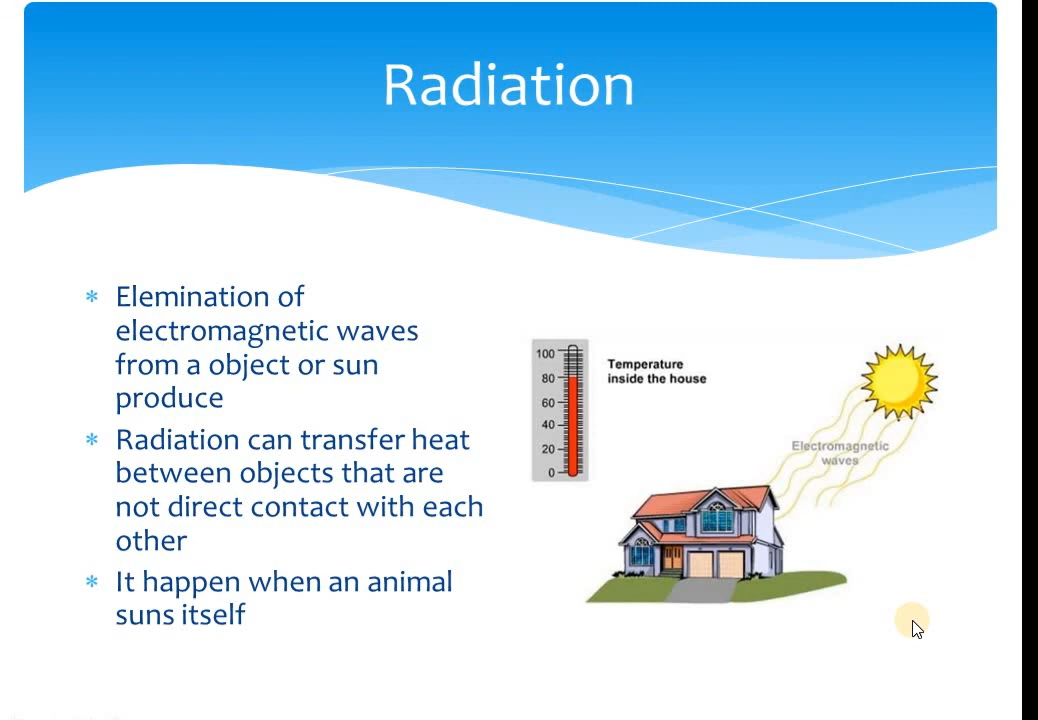 Radiation
* Elemination of
electromagnetic waves
from a object or sun
produce
* Radiation can transfer heat
between objects that are
not direct contact with each
other
* It happen when an animal
suns itself
100
80
60
40
20
0
Temperature
inside the house
Electromagnetic
waves